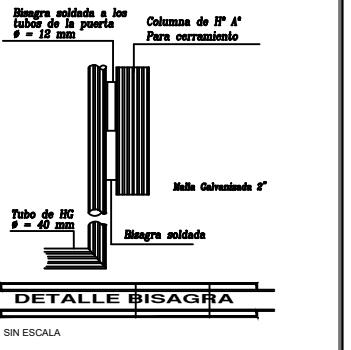 Bisagra soldada a los
tubos de la puerta
ø = 12 mm
Columna de H° A°
Para cerramiento
Malla Galvanizada 2"
Tubo de HG
ø = 40 mm
Bisagra soldada
DETALLE BISAGRA
SIN ESCALA